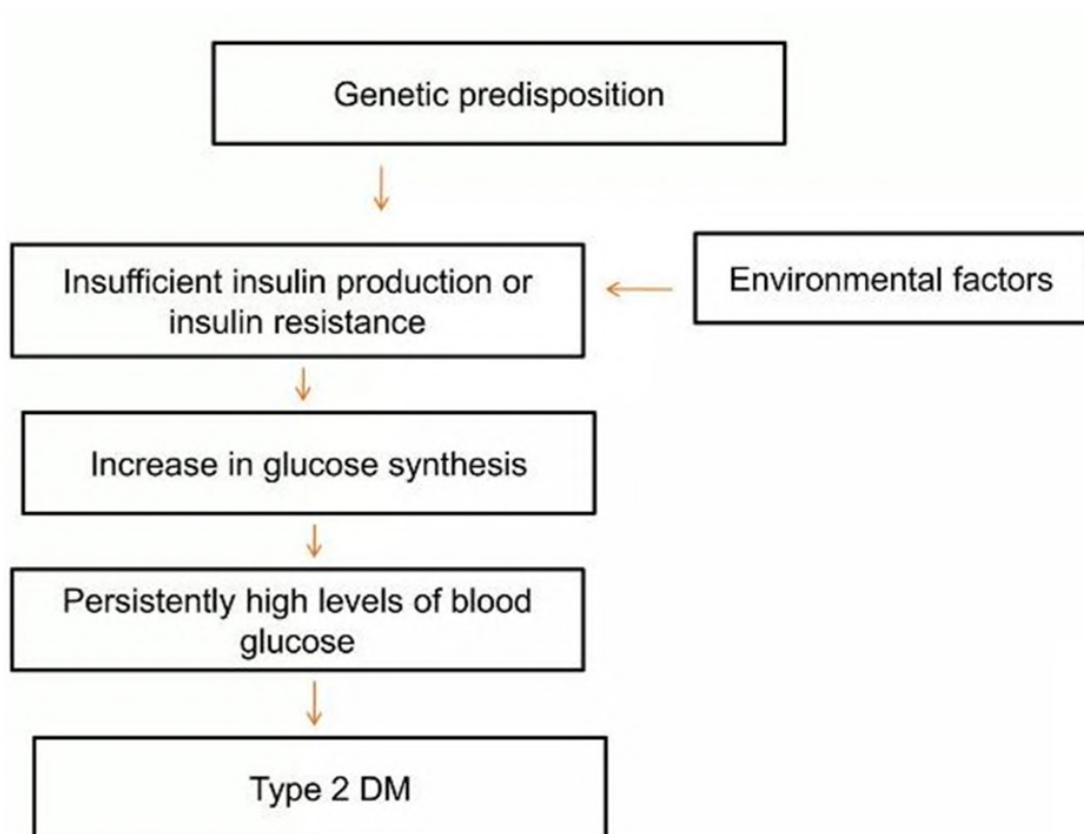 Genetic predisposition
Insufficient insulin production or
insulin resistance
Environmental factors
Increase in glucose synthesis
Persistently high levels of blood
glucose
Type 2 DM